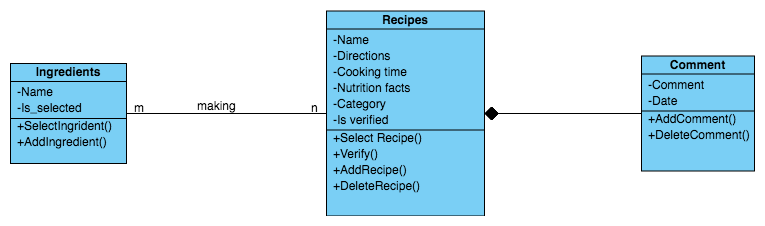 Ingredients
-Name
-Is_selected
+SelectIngrident()
+AddIngredient()
m
making
n
Recipes
-Name
-Directions
-Cooking time
-Nutrition facts
-Category
-Is verified
+Select Recipe()
+Verify()
+AddRecipe()
+DeleteRecipe()
Comment
-Comment
-Date
+AddComment()
+DeleteComment()